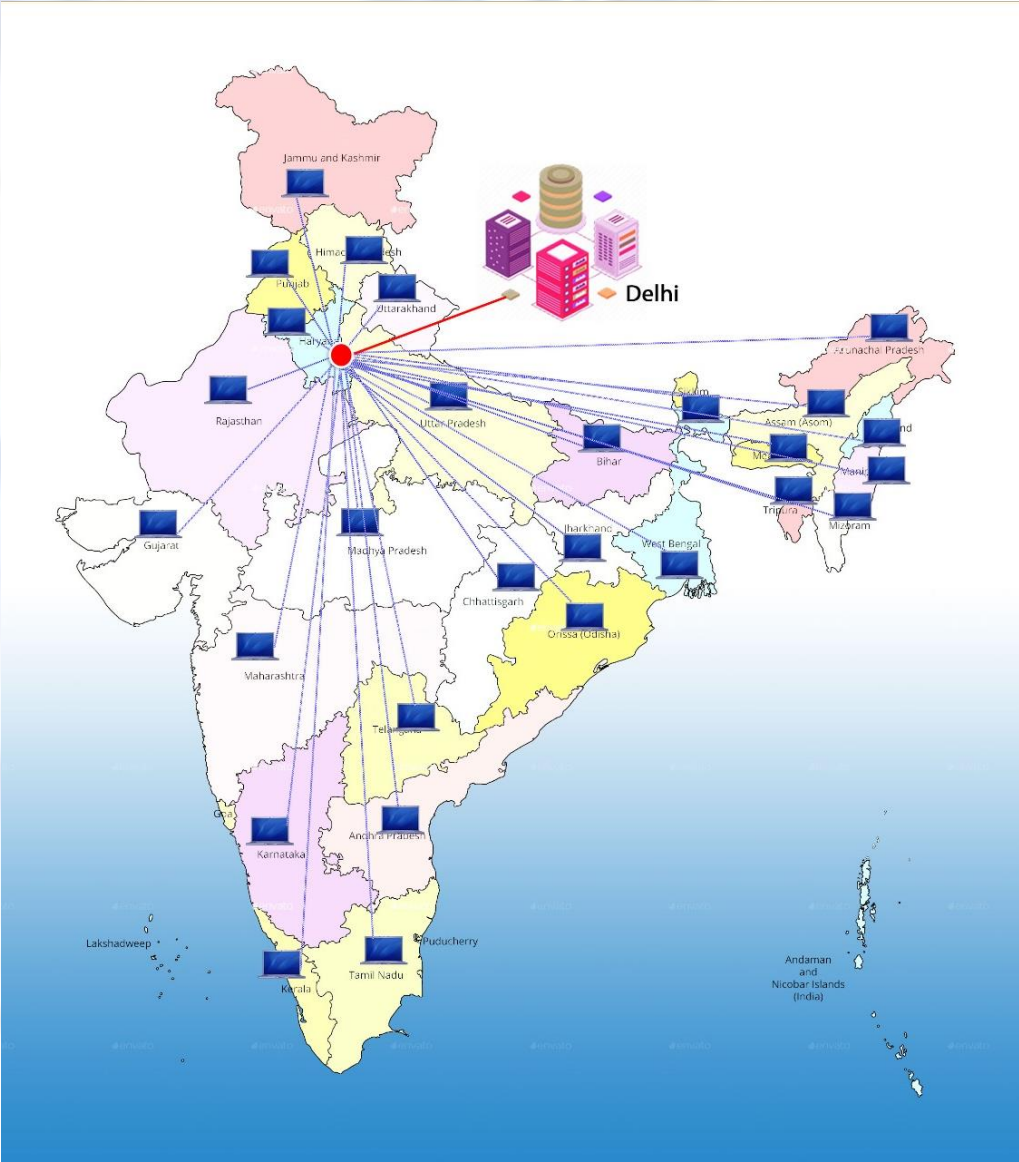 Jammu and Kashmir
Punjab
Uttarakhand
Delhi
Rajasthan
Uttar Pradesh
Bihar
Arunachal Pradesh
Assam (Asom)
Tripura
Mizoram
Gujarat
Madhya Pradesh
Jharkhand
West Bengal
Chhattisgarh
Orissa (Odisha)
Maharashtra
Goa
Andhra Pradesh
Karnataka
Lakshadweep
Puducherry
Tamil Nadu
Kerala
Andaman
and
Nicobar Islands
(India)
envato